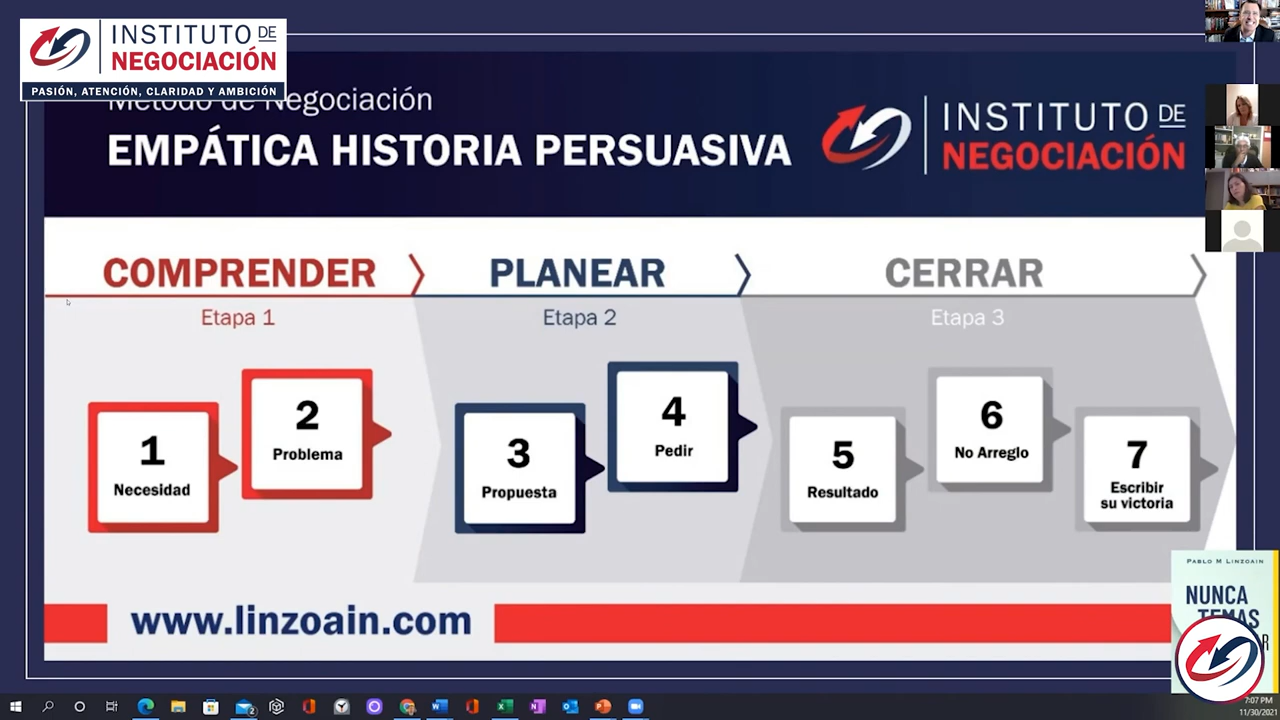 INSTITUTO DE
NEGOCIACIÓN
PASIÓN, ATENCIÓN, CLARIDAD Y AMBICIÓN
Método de Negociación
EMPÁTICA HISTORIA PERSUASIVA
INSTITUTO DE
NEGOCIACIÓN
COMPRENDER
PLANEAR
CERRAR
Etapa 1
Etapa 2
Etapa 3
1
Necesidad
2
Problema
3
Propuesta
4
Pedir
5
Resultado
6
No Arreglo
7
Escribir
su victoria
www.linzoain.com
PABLO M LINZOAIN
NUNCA
TEMAS
7:07 PM
11/30/2021